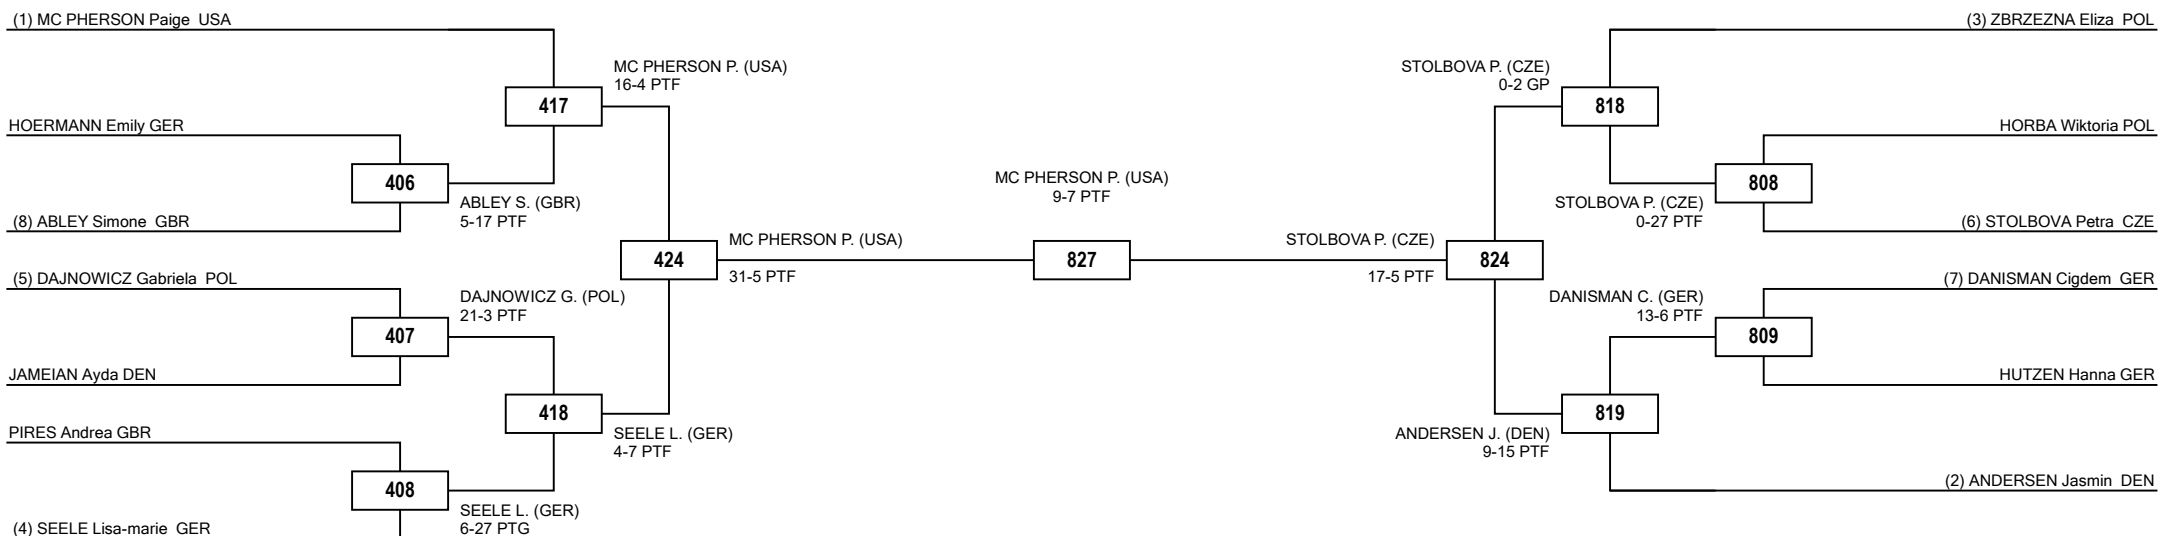 (1) MC PHERSON Paige USA
(3) ZBRZEZNA Eliza POL
MC PHERSON P. (USA)
16-4 PTF
STOLBOVA P. (CZE)
0-2 GP
417
818
HOERMANN Emily GER
HORBA Wiktoria POL
406
MC PHERSON P. (USA)
9-7 PTF
808
ABLEY S. (GBR)
5-17 PTF
STOLBOVA P. (CZE)
0-27 PTF
(8) ABLEY Simone GBR
(6) STOLBOVA Petra CZE
424
MC PHERSON P. (USA)
31-5 PTF
827
STOLBOVA P. (CZE)
17-5 PTF
824
(5) DAJNOWICZ Gabriela POL
(7) DANISMAN Cigdem GER
DAJNOWICZ G. (POL)
21-3 PTF
DANISMAN C. (GER)
13-6 PTF
407
809
JAMEIAN Ayda DEN
HUTZEN Hanna GER
418
819
PIRES Andrea GBR
SEELE L. (GER)
4-7 PTF
ANDERSEN J. (DEN)
9-15 PTF
408
(2) ANDERSEN Jasmin DEN
SEELE L. (GER)
6-27 PTG
(4) SEELE Lisa-marie GER